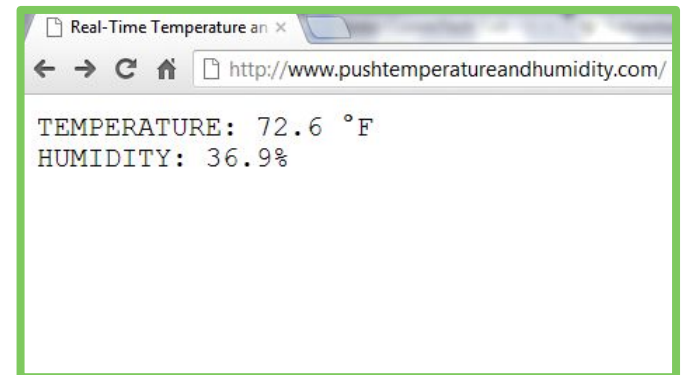 Real-Time Temperature an
http://www.pushtemperatureandhumidity.com/
TEMPERATURE: 72.6 °F
HUMIDITY: 36.9%